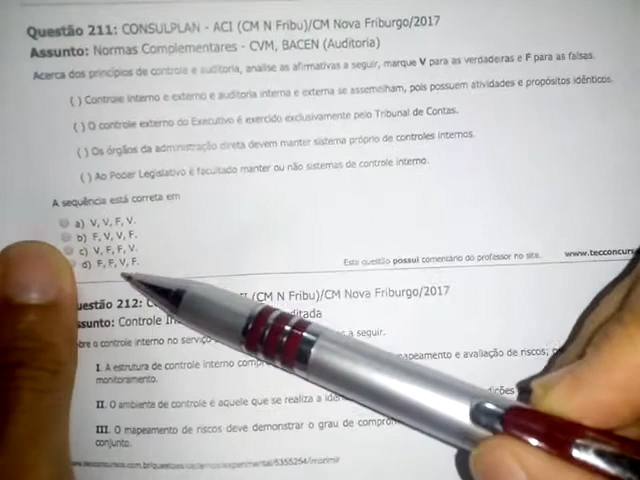 Questão 211: CONSULPLAN - ACI (CM N Fribu)/CM Nova Friburgo/2017
Assunto: Normas Complementares - CVM, BACEN (Auditoria)
Acerca dos princípios de controle e auditoria, analise as afirmativas a seguir, marque V para as verdadeiras e F para as falsas.
( ) Controle interno e externo e auditoria interna e externa se assemelham, pois possuem atividades e propósitos idênticos.
( ) O controle externo do Executivo é exercido exclusivamente pelo Tribunal de Contas.
( ) Os órgãos da administração direta devem manter sistema próprio de controles internos.
( ) Ao Poder Legislativo é facultado manter ou não sistemas de controle interno.
A sequência está correta em
a) V, V, F, V.
b) F, V, V, F.
c) V, F, F, V.
d) F, F, V, F.
Esta questão possui comentário do professor no site. www.tecconcurs
uestão 212: (CM N Fribu)/CM Nova Friburgo/2017
ssunto: Controle
bre o controle interno no serviço a seguir.
I. A estrutura de controle interno mapeamento e avaliação de riscos;
monitoramento.
II. O ambiente de controle é aquele que se realiza a
III. O mapeamento de riscos deve demonstrar o grau de
conjunto.